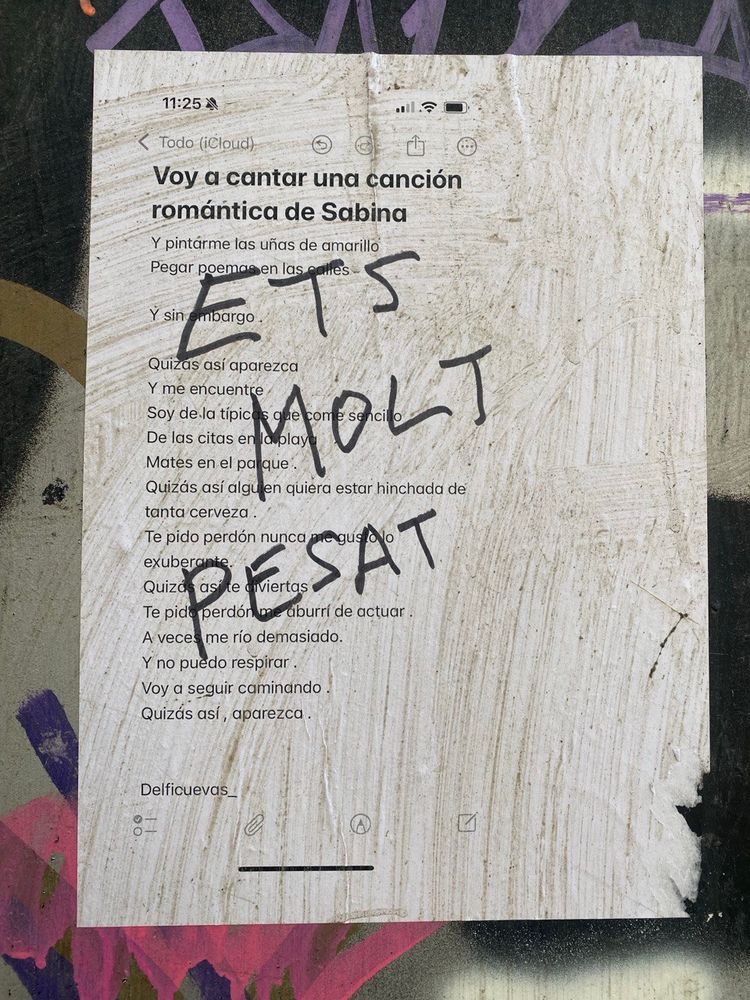 11:25
Todo (iCloud)
Voy a cantar una canción
romántica de Sabina
Y pintarme las uñas de amarillo
Pegar poemas en las calles
Y sin embargo .
Quizás así aparezca
Y me encuentre
Soy de la típicas que come sencillo
De las citas en la playa
Mates en el parque .
Quizás así alguien quiera estar hinchada de
tanta cerveza .
Te pido perdón nunca me gustó lo
exuberante.
Quizás así te diviertas
Te pido perdón me aburrí de actuar .
A veces me río demasiado.
Y no puedo respirar .
Voy a seguir caminando .
Quizás así , aparezca .
Delficuevas_
ETS
MOLT
PESAT